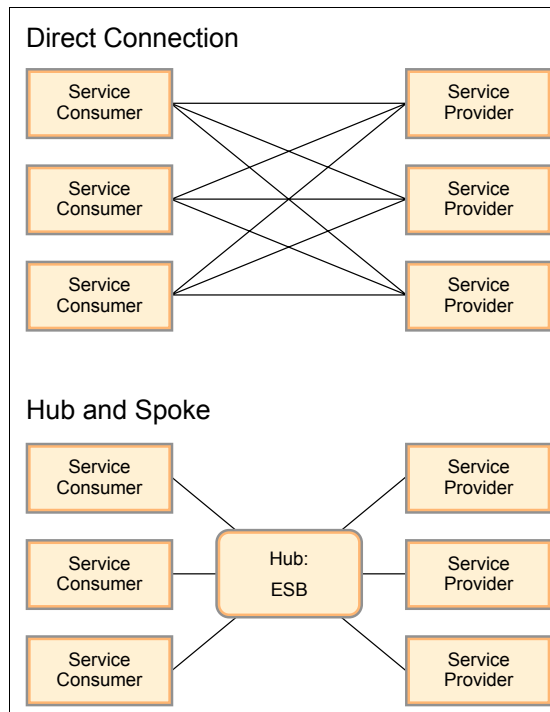 Direct Connection
Service
Consumer
Service
Provider
Service
Consumer
Service
Provider
Service
Consumer
Service
Provider
Hub and Spoke
Service
Consumer
Service
Provider
Hub:
ESB
Service
Consumer
Service
Provider
Service
Consumer
Service
Provider